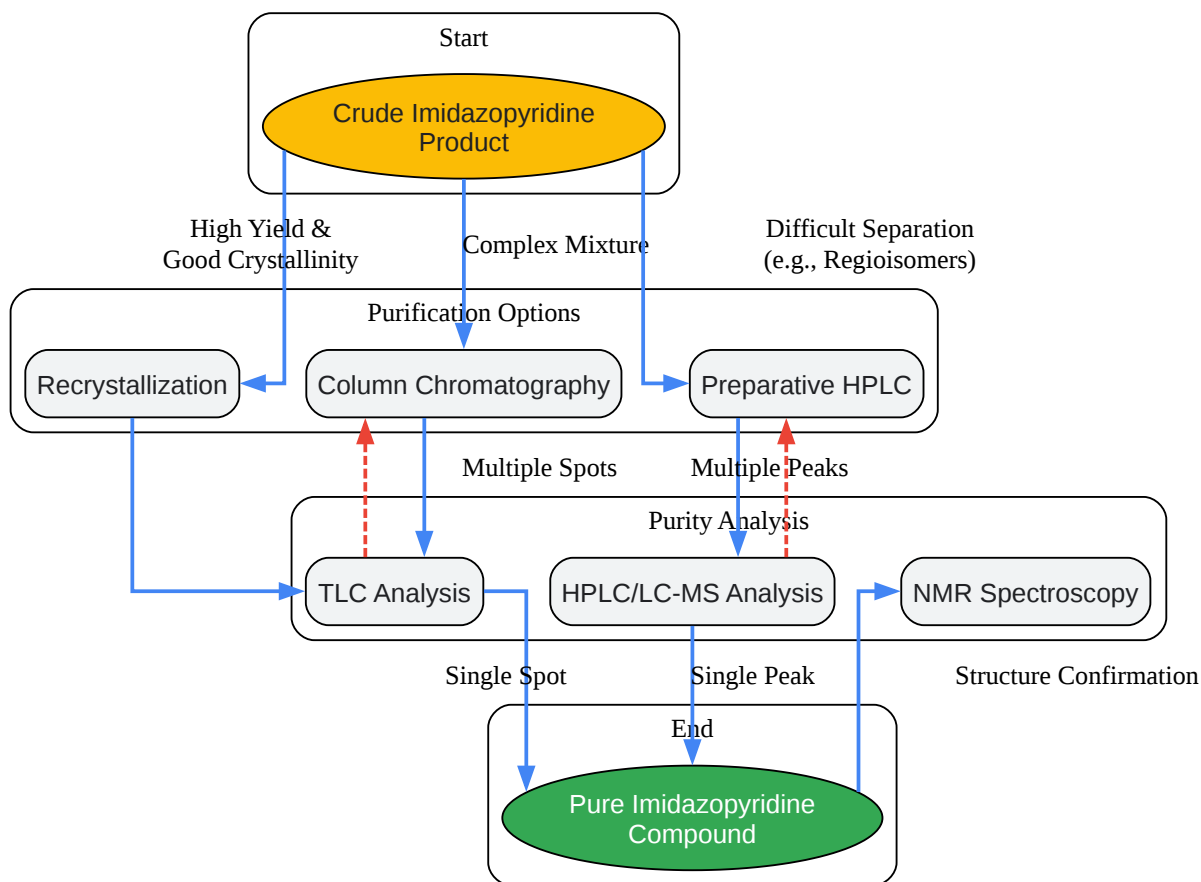 Start
Crude Imidazopyridine
Product
High Yield &
Good Crystallinity
Complex Mixture
Difficult Separation
(e.g., Regioisomers)
Purification Options
Recrystallization
Column Chromatography
Preparative HPLC
Multiple Spots
Multiple Peaks
Purity Analysis
TLC Analysis
HPLC/LC-MS Analysis
NMR Spectroscopy
Single Spot
Single Peak
Structure Confirmation
End
Pure Imidazopyridine
Compound